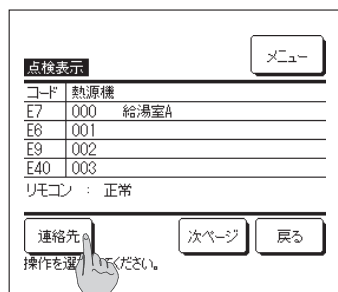 メニュー
点検表示
コード 熱源機
E7 000 給湯室A
E6 001
E9 002
E40 003
リモコン : 正常
連絡先 次ページ 戻る
操作を選 ください。